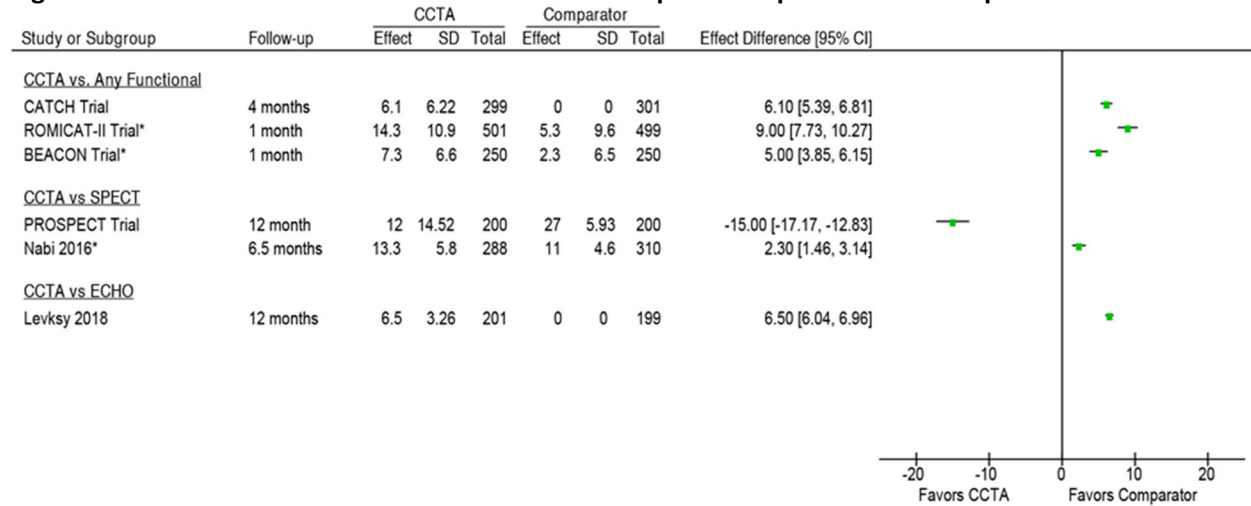 CCTA Comparator
Study or Subgroup Follow-up Effect SD Total Effect SD Total Effect Difference [95% CI]
CCTA vs. Any Functional
CATCH Trial 4 months 6.1 6.22 299 0 0 301 6.10 [5.39, 6.81]
ROMICAT-II Trial* 1 month 14.3 10.9 501 5.3 9.6 499 9.00 [7.73, 10.27]
BEACON Trial* 1 month 7.3 6.6 250 2.3 6.5 250 5.00 [3.85, 6.15]
CCTA vs SPECT
PROSPECT Trial 12 month 12 14.52 200 27 5.93 200 -15.00 [-17.17, -12.83]
Nabi 2016* 6.5 months 13.3 5.8 288 11 4.6 310 2.30 [1.46, 3.14]
CCTA vs ECHO
Levksy 2018 12 months 6.5 3.26 201 0 0 199 6.50 [6.04, 6.96]
-20 -10 0 10 20
Favors CCTA Favors Comparator